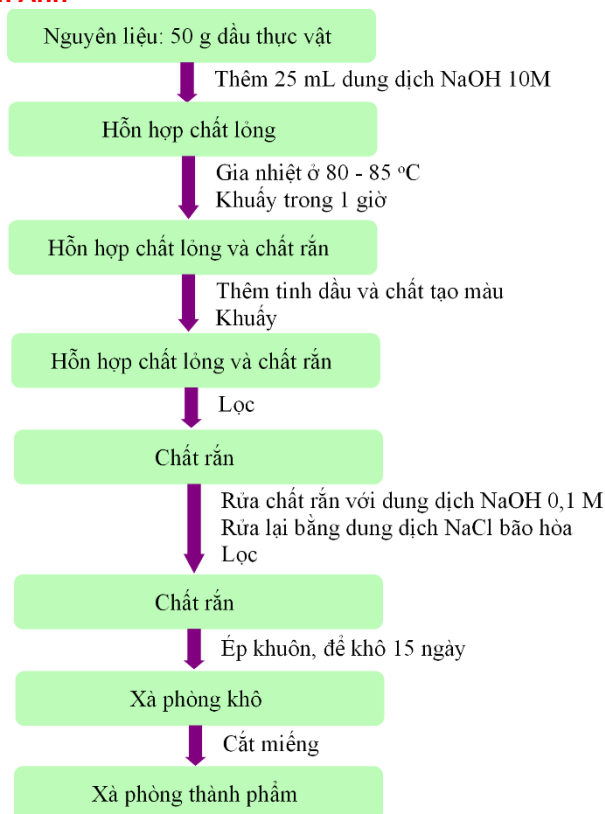 Nguyên liệu: 50 g dầu thực vật
Thêm 25 mL dung dịch NaOH 10M
Hỗn hợp chất lỏng
Gia nhiệt ở 80 - 85 °C
Khuấy trong 1 giờ
Hỗn hợp chất lỏng và chất rắn
Thêm tinh dầu và chất tạo màu
Khuấy
Hỗn hợp chất lỏng và chất rắn
Lọc
Chất rắn
Rửa chất rắn với dung dịch NaOH 0,1 M
Rửa lại bằng dung dịch NaCl bão hòa
Lọc
Chất rắn
Ép khuôn, để khô 15 ngày
Xà phòng khô
Cắt miếng
Xà phòng thành phẩm